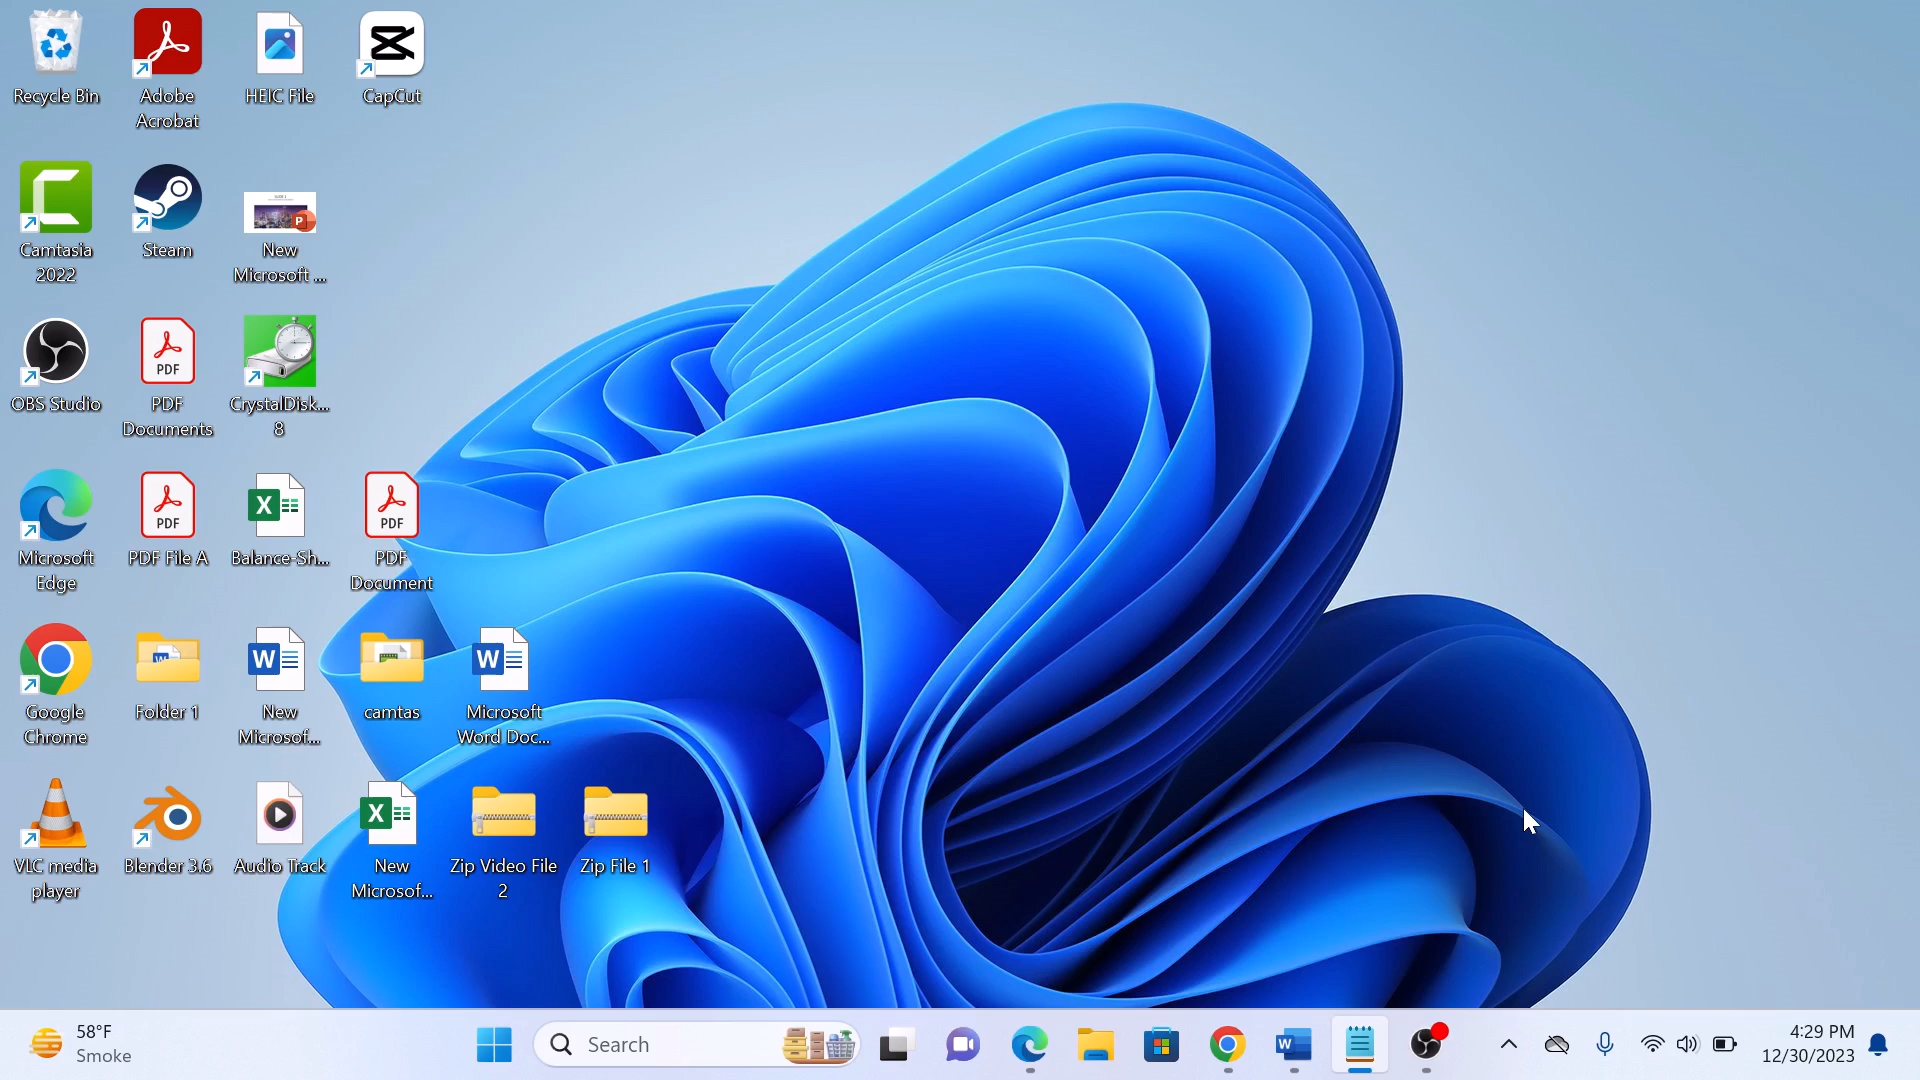 Recycle Bin
Adobe
Acrobat
HEIC File
CapCut
Camtasia
2022
Steam
New
Microsoft ...
OBS Studio
PDF
PDF
Documents
CrystalDisk...
8
Microsoft
Edge
PDF
PDF File A
Balance-Sh...
PDF
PDF
Document
Google
Chrome
Folder 1
New
Microsof...
camtas
Microsoft
Word Doc...
VLC media
player
Blender 3.6
Audio Track
New
Microsof...
Zip Video File
2
Zip File 1
58°F
Smoke
Search
4:29 PM
12/30/2023